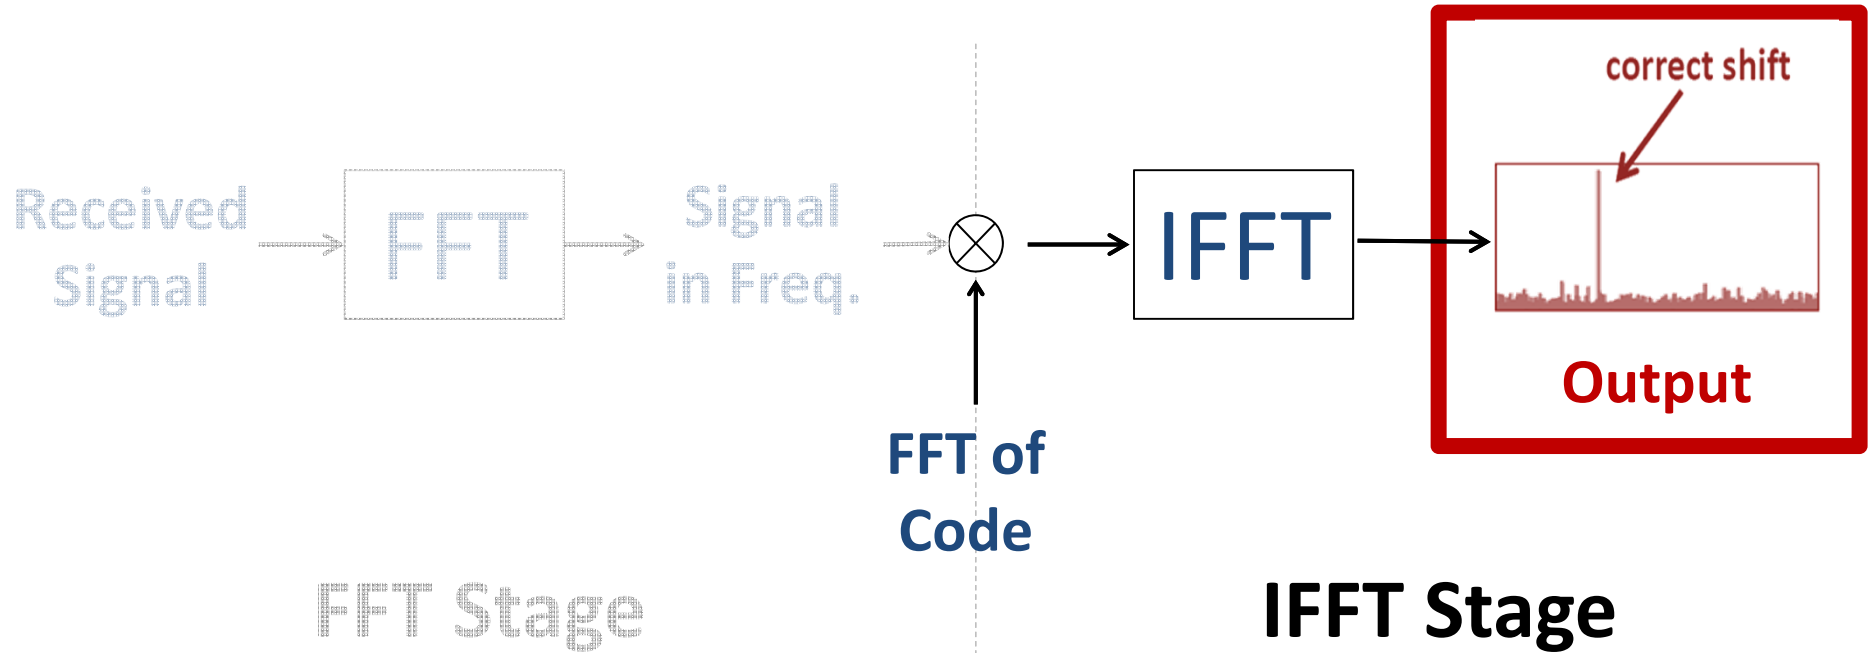 Received
Signal
FFT
Signal
in Freq.
IFFT
correct shift
Output
FFT of
Code
FFT Stage
IFFT Stage